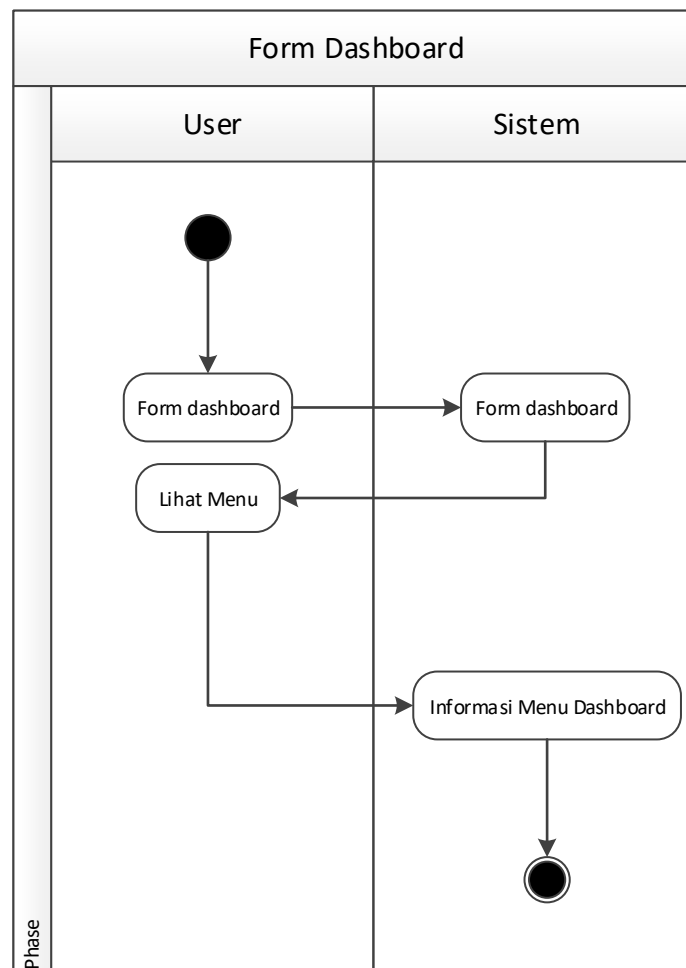 Form Dashboard
User
Sistem
Form dashboard
Form dashboard
Lihat Menu
Informasi Menu Dashboard
Phase